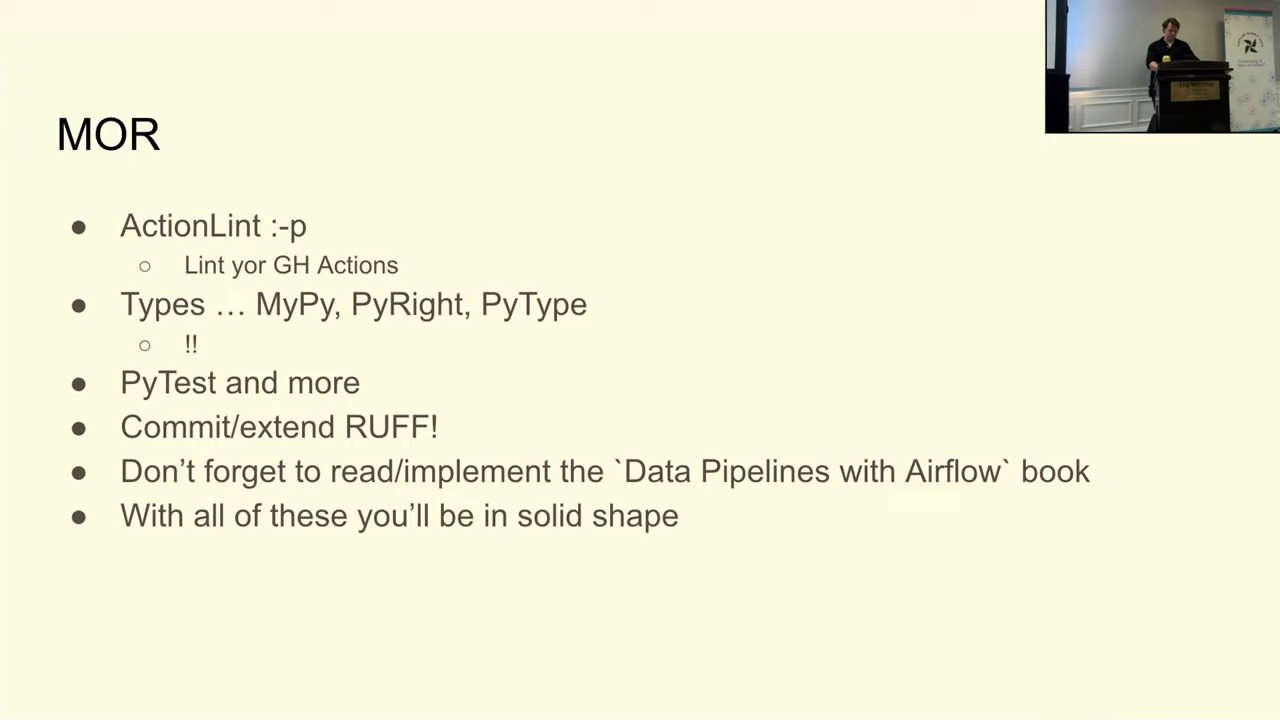 MOR
● ActionLint :-p
○ Lint yor GH Actions
● Types … MyPy, PyRight, PyType
○ !!
● PyTest and more
● Commit/extend RUFF!
● Don’t forget to read/implement the `Data Pipelines with Airflow` book
● With all of these you’ll be in solid shape